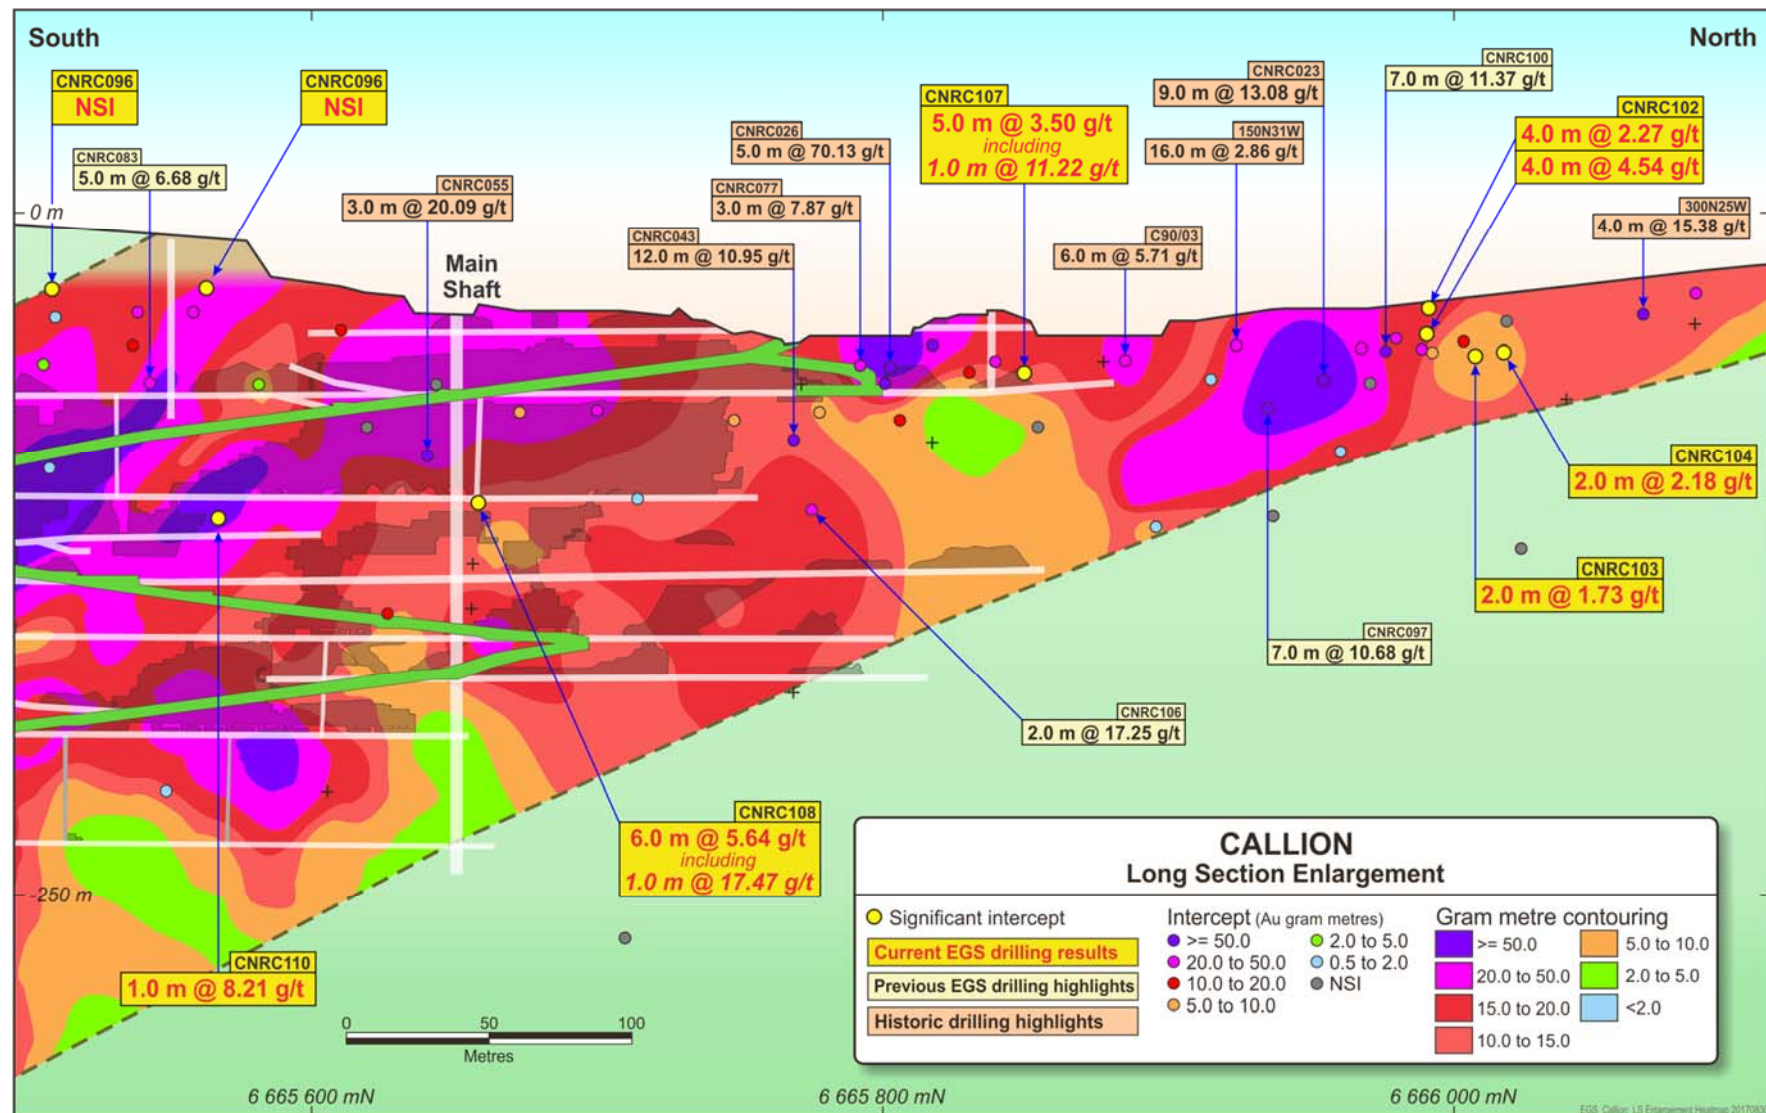 South
North
CNRC096
NSI
CNRC096
NSI
CNRC083
5.0 m @ 6.68 g/t
CNRC055
3.0 m @ 20.09 g/t
Main
Shaft
CNRC043
12.0 m @ 10.95 g/t
CNRC026
5.0 m @ 70.13 g/t
CNRC077
3.0 m @ 7.87 g/t
CNRC107
5.0 m @ 3.50 g/t
including
1.0 m @ 11.22 g/t
C90/03
6.0 m @ 5.71 g/t
CNRC023
9.0 m @ 13.08 g/t
150N31W
16.0 m @ 2.86 g/t
CNRC100
7.0 m @ 11.37 g/t
CNRC102
4.0 m @ 2.27 g/t
4.0 m @ 4.54 g/t
300N25W
4.0 m @ 15.38 g/t
0 m
CNRC104
2.0 m @ 2.18 g/t
CNRC103
2.0 m @ 1.73 g/t
CNRC097
7.0 m @ 10.68 g/t
CNRC106
2.0 m @ 17.25 g/t
CNRC108
6.0 m @ 5.64 g/t
including
1.0 m @ 17.47 g/t
-250 m
CNRC110
1.0 m @ 8.21 g/t
0 50 100
Metres
CALLION
Long Section Enlargement
Significant intercept
Current EGS drilling results
Previous EGS drilling highlights
Historic drilling highlights
Intercept (Au gram metres)
>= 50.0
20.0 to 50.0
10.0 to 20.0
5.0 to 10.0
2.0 to 5.0
0.5 to 2.0
NSI
Gram metre contouring
>= 50.0
20.0 to 50.0
15.0 to 20.0
10.0 to 15.0
5.0 to 10.0
2.0 to 5.0
<2.0
6 665 600 mN
6 665 800 mN
6 666 000 mN